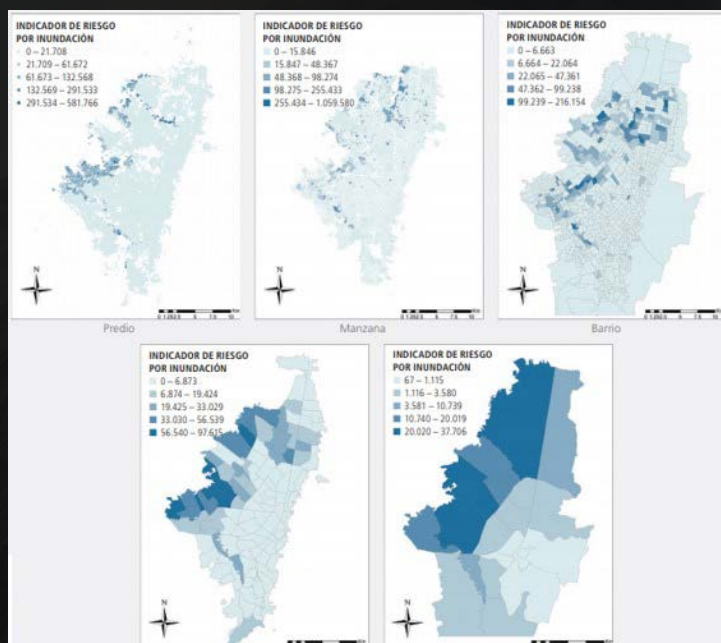 INDICADOR DE RIESGO
POR INUNDACIÓN
0 – 21.708
21.709 – 61.672
61.673 – 132.568
132.569 – 291.533
291.534 – 581.766
N
Predio
INDICADOR DE RIESGO
POR INUNDACIÓN
0 – 15.846
15.847 – 48.367
48.368 – 98.274
98.275 – 255.433
255.434 – 1.059.580
N
Manzana
INDICADOR DE RIESGO
POR INUNDACIÓN
0 – 6.663
6.664 – 22.064
22.065 – 47.361
47.362 – 99.238
99.239 – 216.154
N
Barrio
INDICADOR DE RIESGO
POR INUNDACIÓN
0 – 6.873
6.874 – 19.424
19.425 – 33.029
33.030 – 56.539
56.540 – 97.615
N
INDICADOR DE RIESGO
POR INUNDACIÓN
67 – 1.115
1.116 – 3.580
3.581 – 10.739
10.740 – 20.019
20.020 – 37.706
N